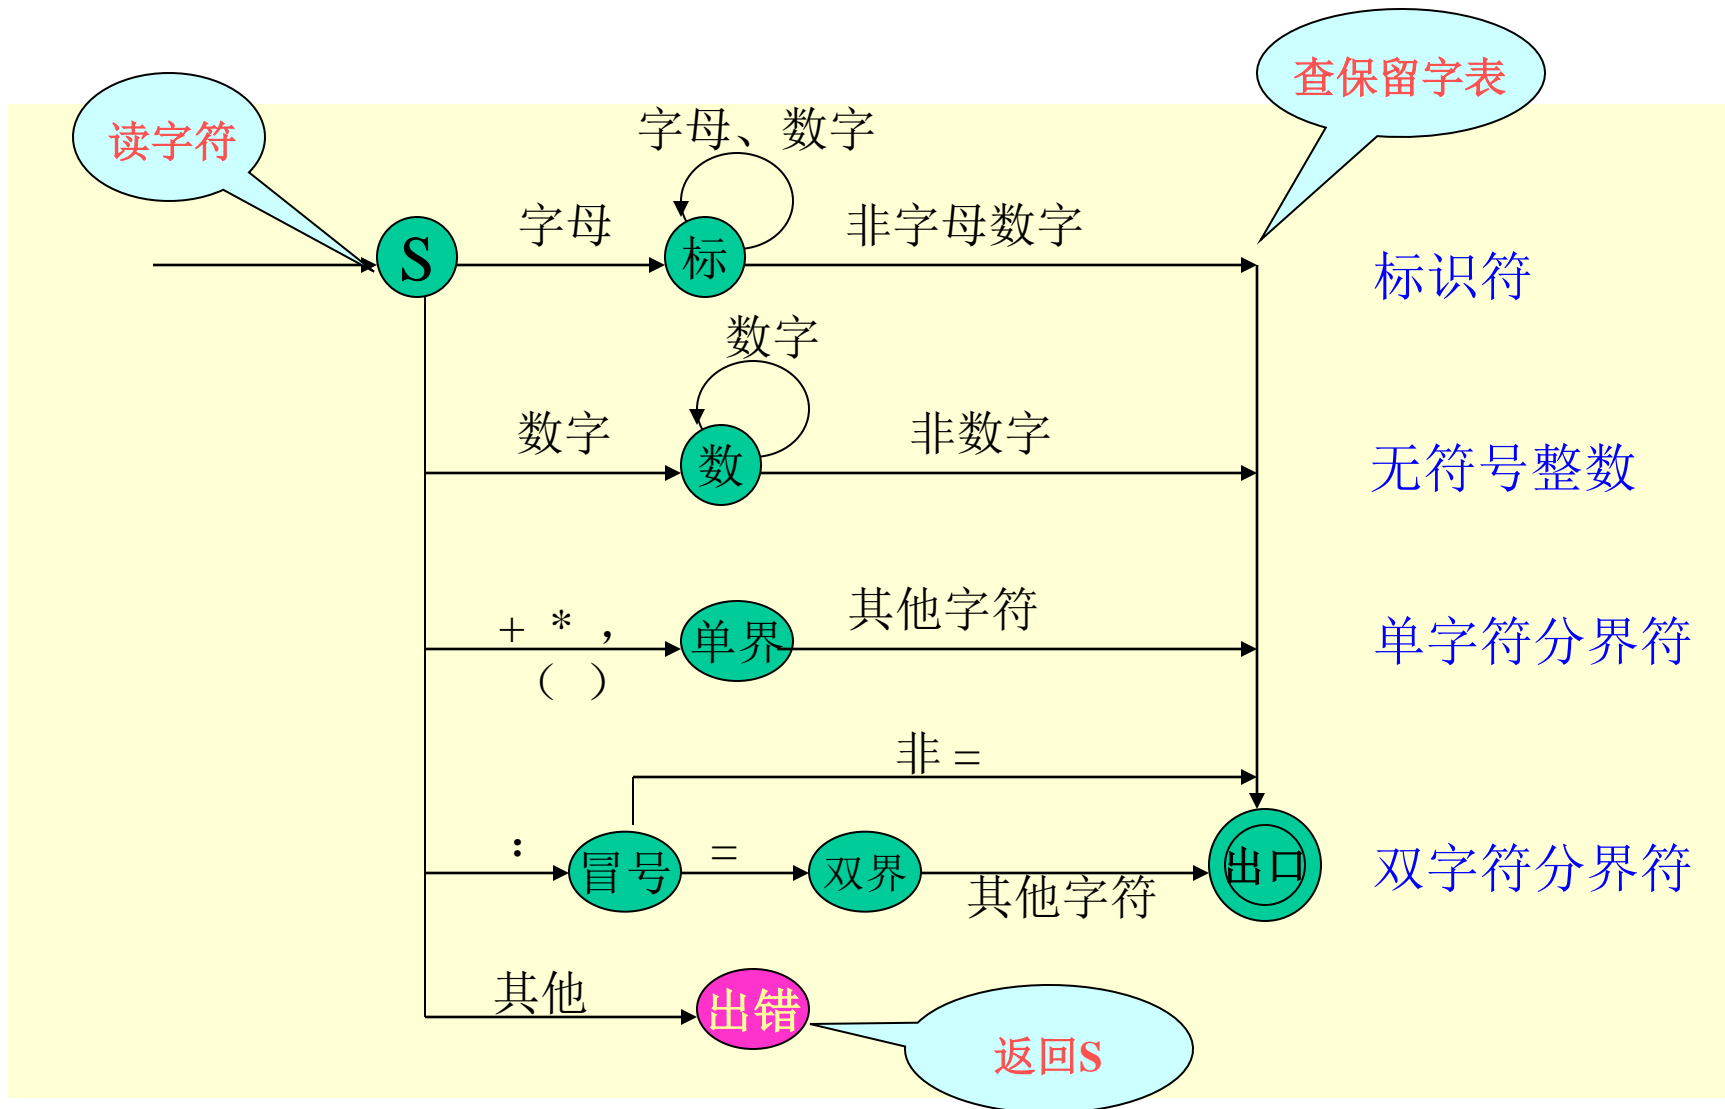 查保留字表
读字符
字母、数字
S
字母
标
非字母数字
标识符
数字
数字
数
非数字
无符号整数
+ * ，
（ ）
单界
其他字符
单字符分界符
非 =
：
冒号
=
双界
其他字符
出口
双字符分界符
其他
出错
返回S